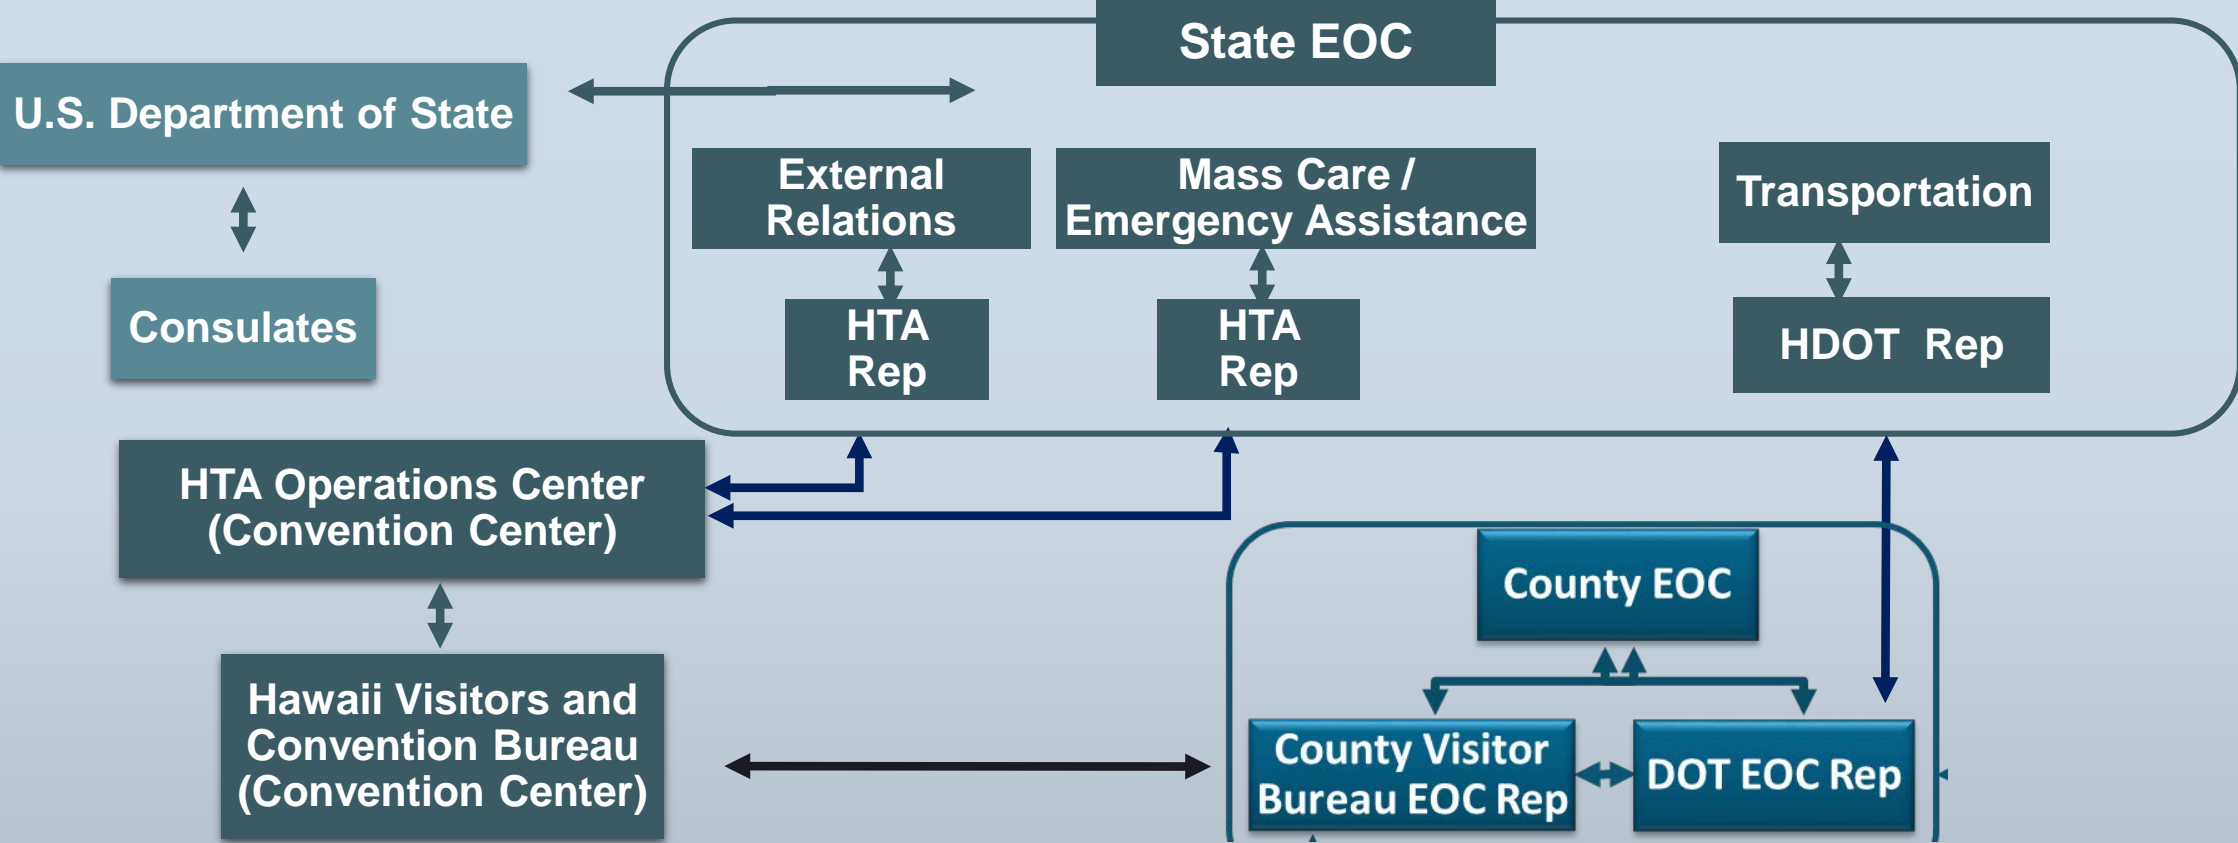 State EOC
U.S. Department of State
External
Relations
Mass Care /
Emergency Assistance
Transportation
Consulates
HTA
Rep
HTA
Rep
HDOT Rep
HTA Operations Center
(Convention Center)
County EOC
Hawaii Visitors and
Convention Bureau
(Convention Center)
County Visitor
Bureau EOC Rep
DOT EOC Rep